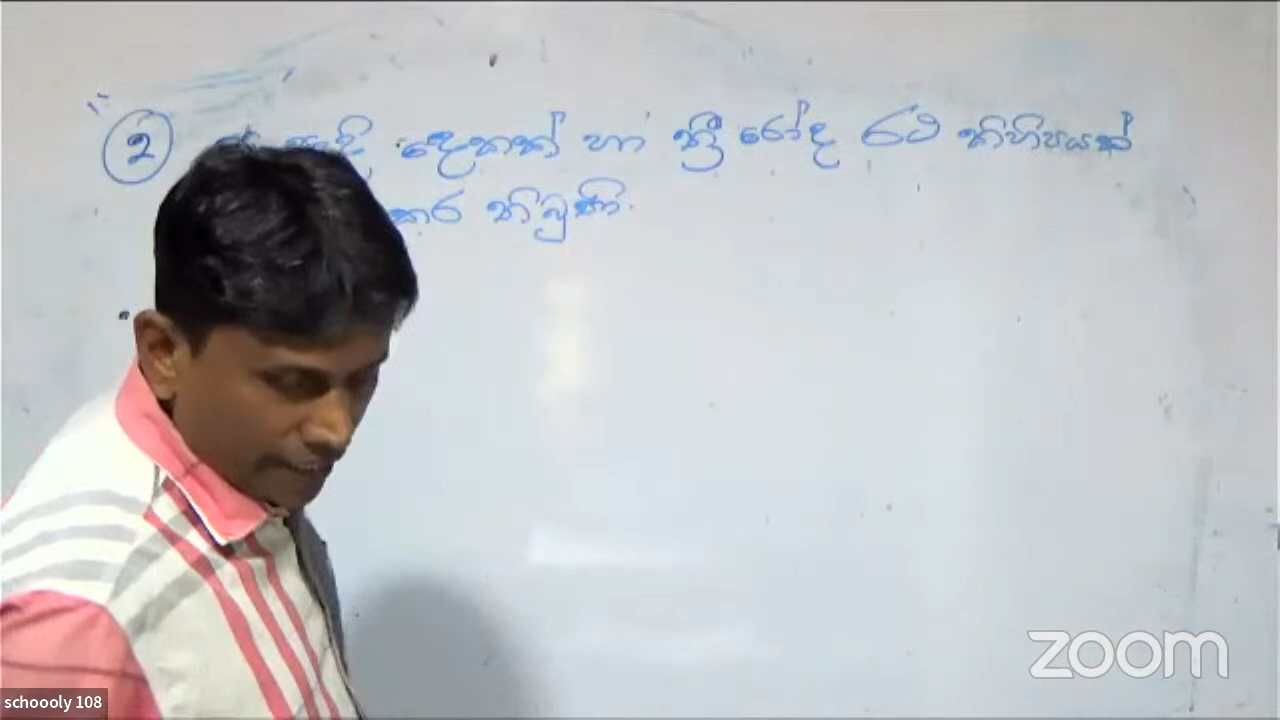 2 දෙකක් හා ත්‍රී රෝද රථ කිහිපයක්
කර තිබුණි.
zoom
schoooly 108